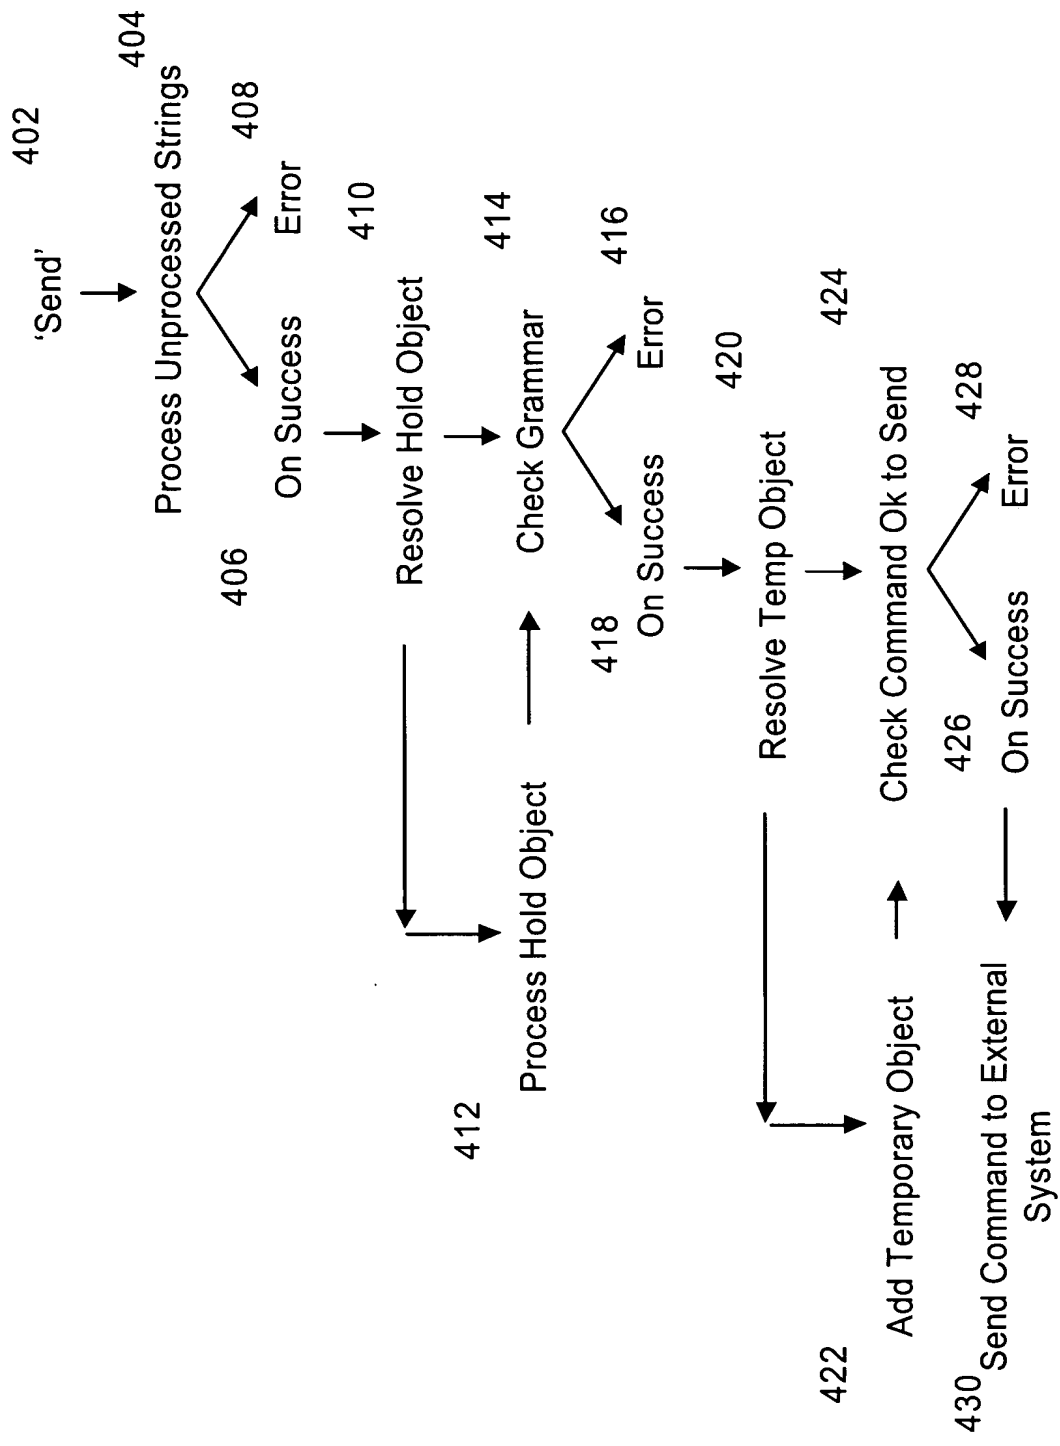 402
'Send'
404
Process Unprocessed Strings
406
408
On Success
Error
410
Resolve Hold Object
412
414
Process Hold Object
Check Grammar
418
416
On Success
Error
420
Resolve Temp Object
422
424
Add Temporary Object
Check Command Ok to Send
430
426
428
Send Command to External
System
On Success
Error